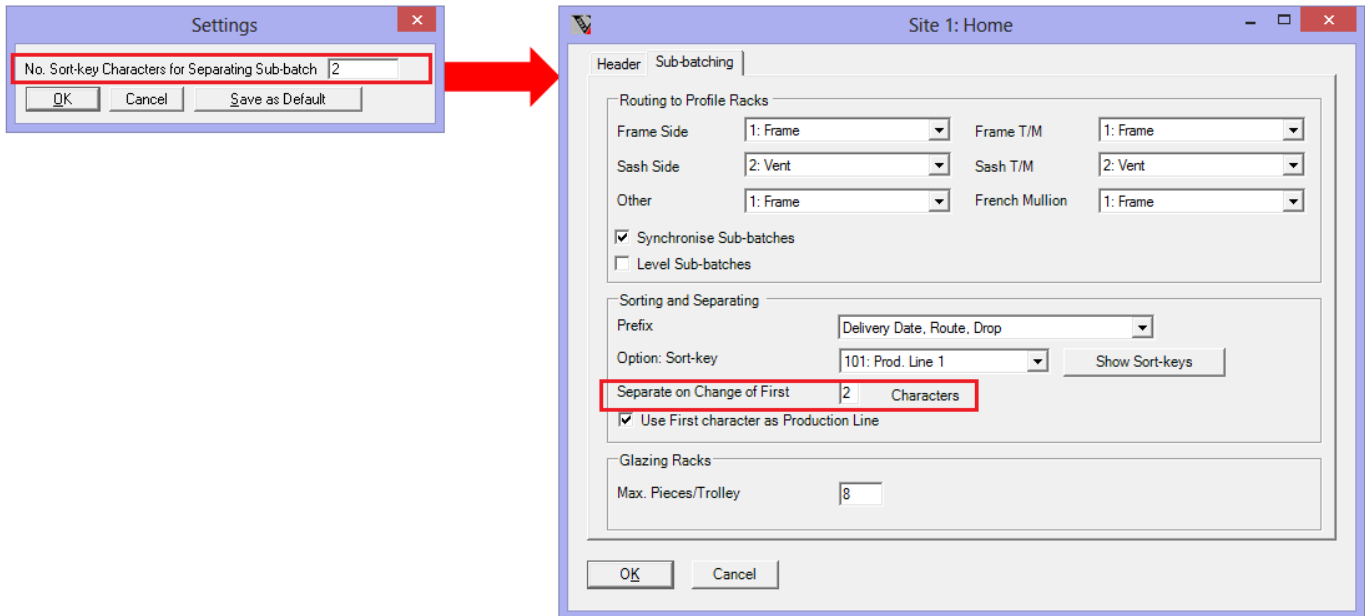 Settings
No. Sort-key Characters for Separating Sub-batch 2
OK Cancel Save as Default
Site 1: Home
Header Sub-batching
Routing to Profile Racks
Frame Side 1: Frame Frame T/M 1: Frame
Sash Side 2: Vent Sash T/M 2: Vent
Other 1: Frame French Mullion 1: Frame
Synchronise Sub-batches
Level Sub-batches
Sorting and Separating
Prefix Delivery Date, Route, Drop
Option: Sort-key 101: Prod. Line 1 Show Sort-keys
Separate on Change of First 2 Characters
Use First character as Production Line
Glazing Racks
Max. Pieces/Trolley 8
OK Cancel